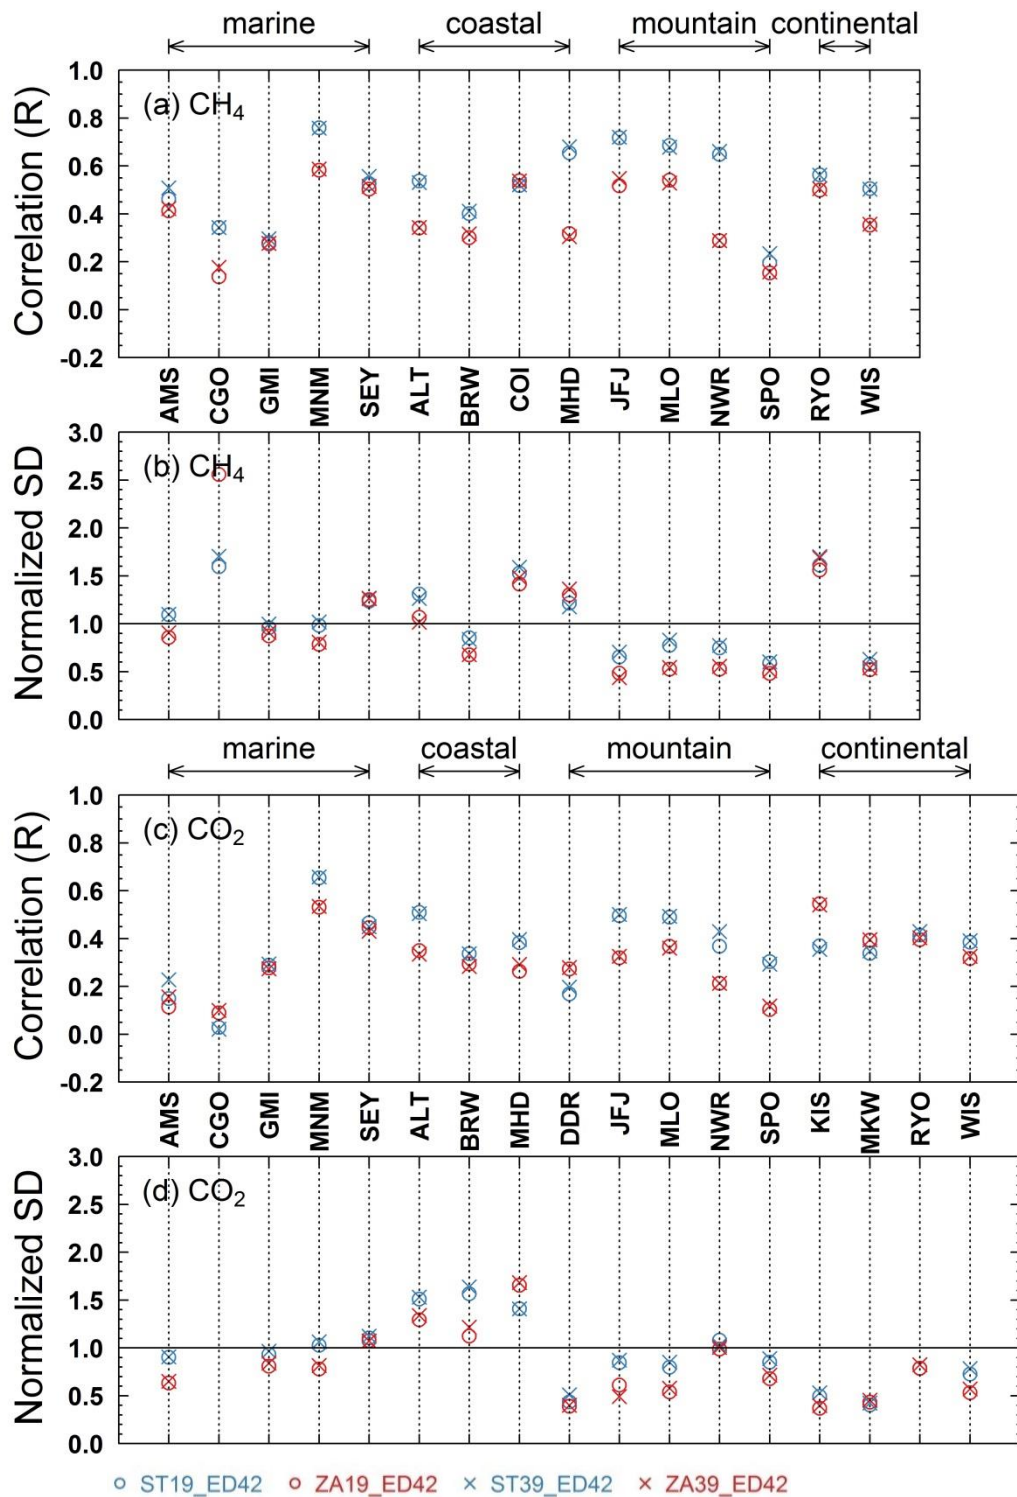 marine coastal mountain continental
Correlation (R)
(a) CH₄
1.0
0.8
0.6
0.4
0.2
0.0
-0.2
AMS CGO GMI MNM SEY ALT BRW COI MHD JFJ MLO NWR SPO RYO WIS
Normalized SD
(b) CH₄
3.0
2.5
2.0
1.5
1.0
0.5
0.0
marine coastal mountain continental
Correlation (R)
(c) CO₂
1.0
0.8
0.6
0.4
0.2
0.0
-0.2
AMS CGO GMI MNM SEY ALT BRW MHD DDR JFJ MLO NWR SPO KIS MKW RYO WIS
Normalized SD
(d) CO₂
3.0
2.5
2.0
1.5
1.0
0.5
0.0
ST19_ED42 ZA19_ED42 ST39_ED42 ZA39_ED42